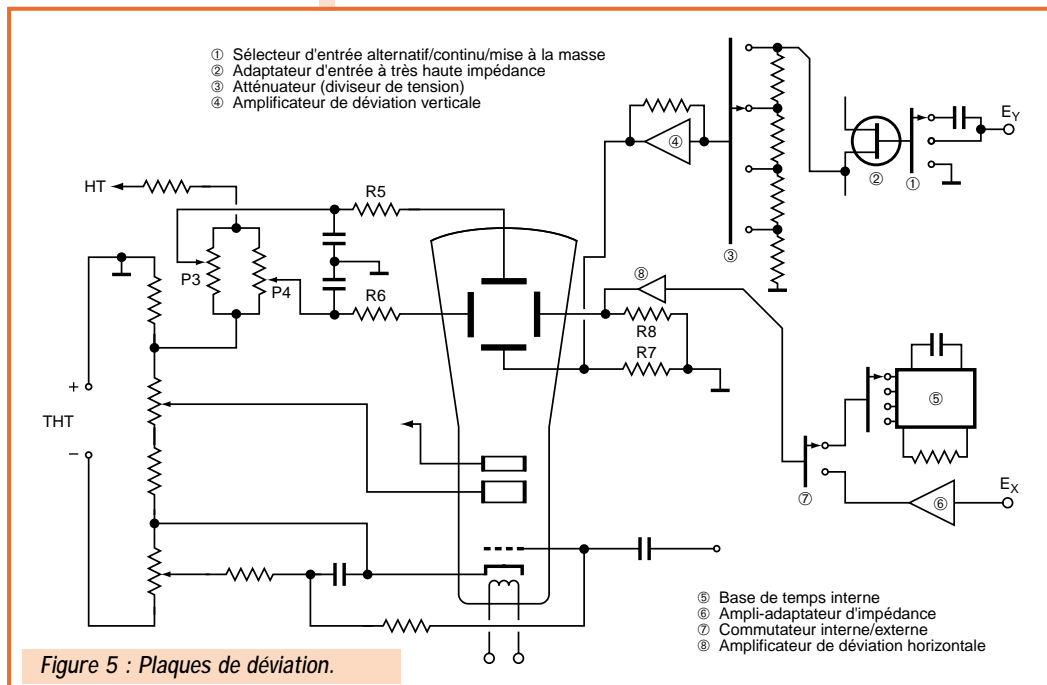 ① Sélecteur d'entrée alternatif/continu/mise à la masse
② Adaptateur d'entrée à très haute impédance
③ Atténuateur (diviseur de tension)
④ Amplificateur de déviation verticale
④
③
②
①
E_Y
HT
R5
P3
P4
R6
⑧
R8
R7
+
THT
−
⑤
⑦
⑥
E_X
⑤ Base de temps interne
⑥ Ampli-adaptateur d'impédance
⑦ Commutateur interne/externe
⑧ Amplificateur de déviation horizontale
Figure 5 : Plaques de déviation.